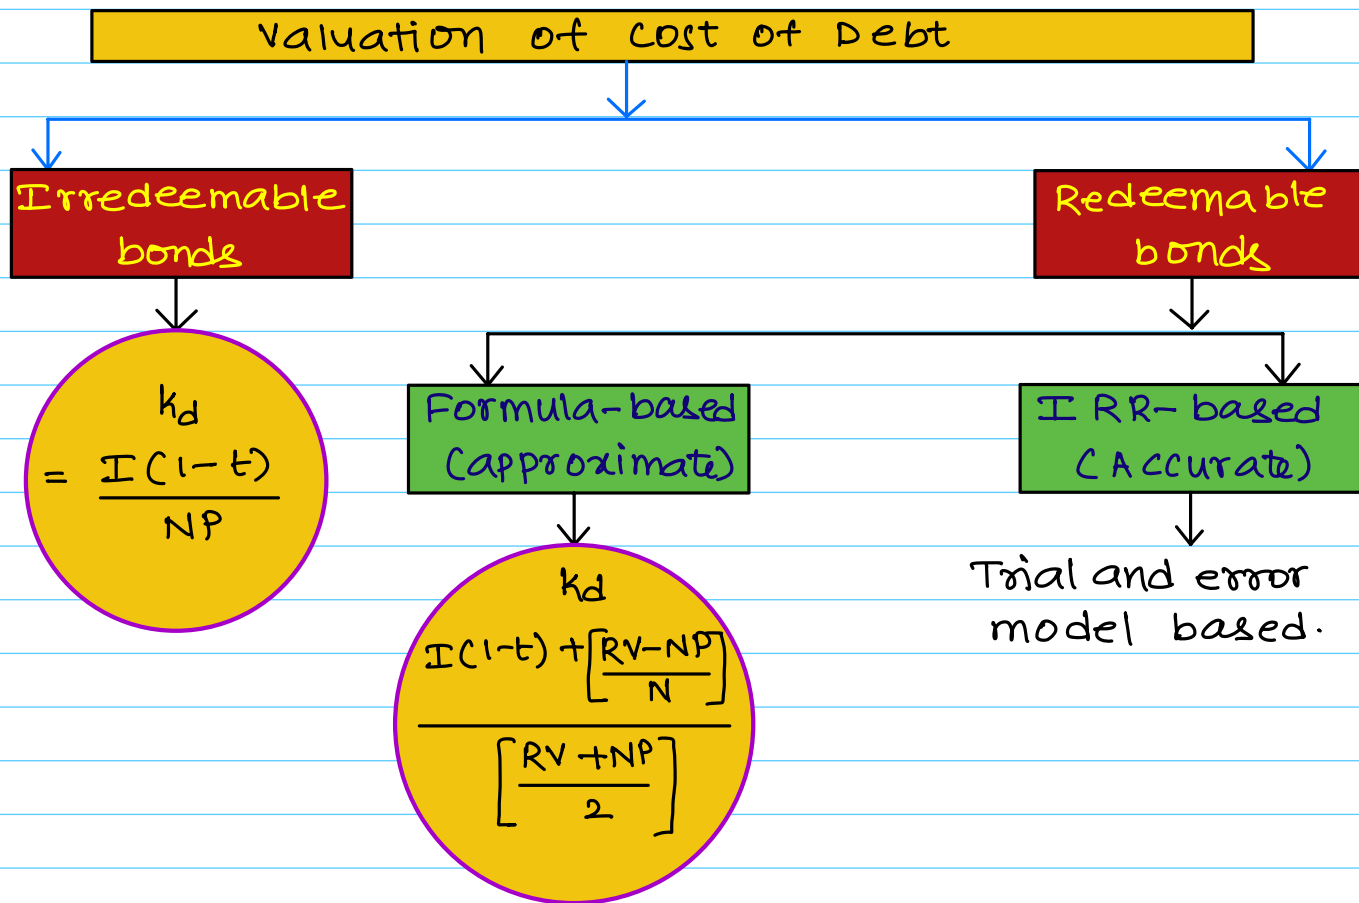 Valuation of Cost of Debt
Irredeemable
bonds
Redeemable
bonds
kd
= I(1-t)
NP
Formula-based
(approximate)
IRR-based
(Accurate)
kd
I(1-t) + [RV-NP
N]
[RV+NP
2]
Trial and error
model based.